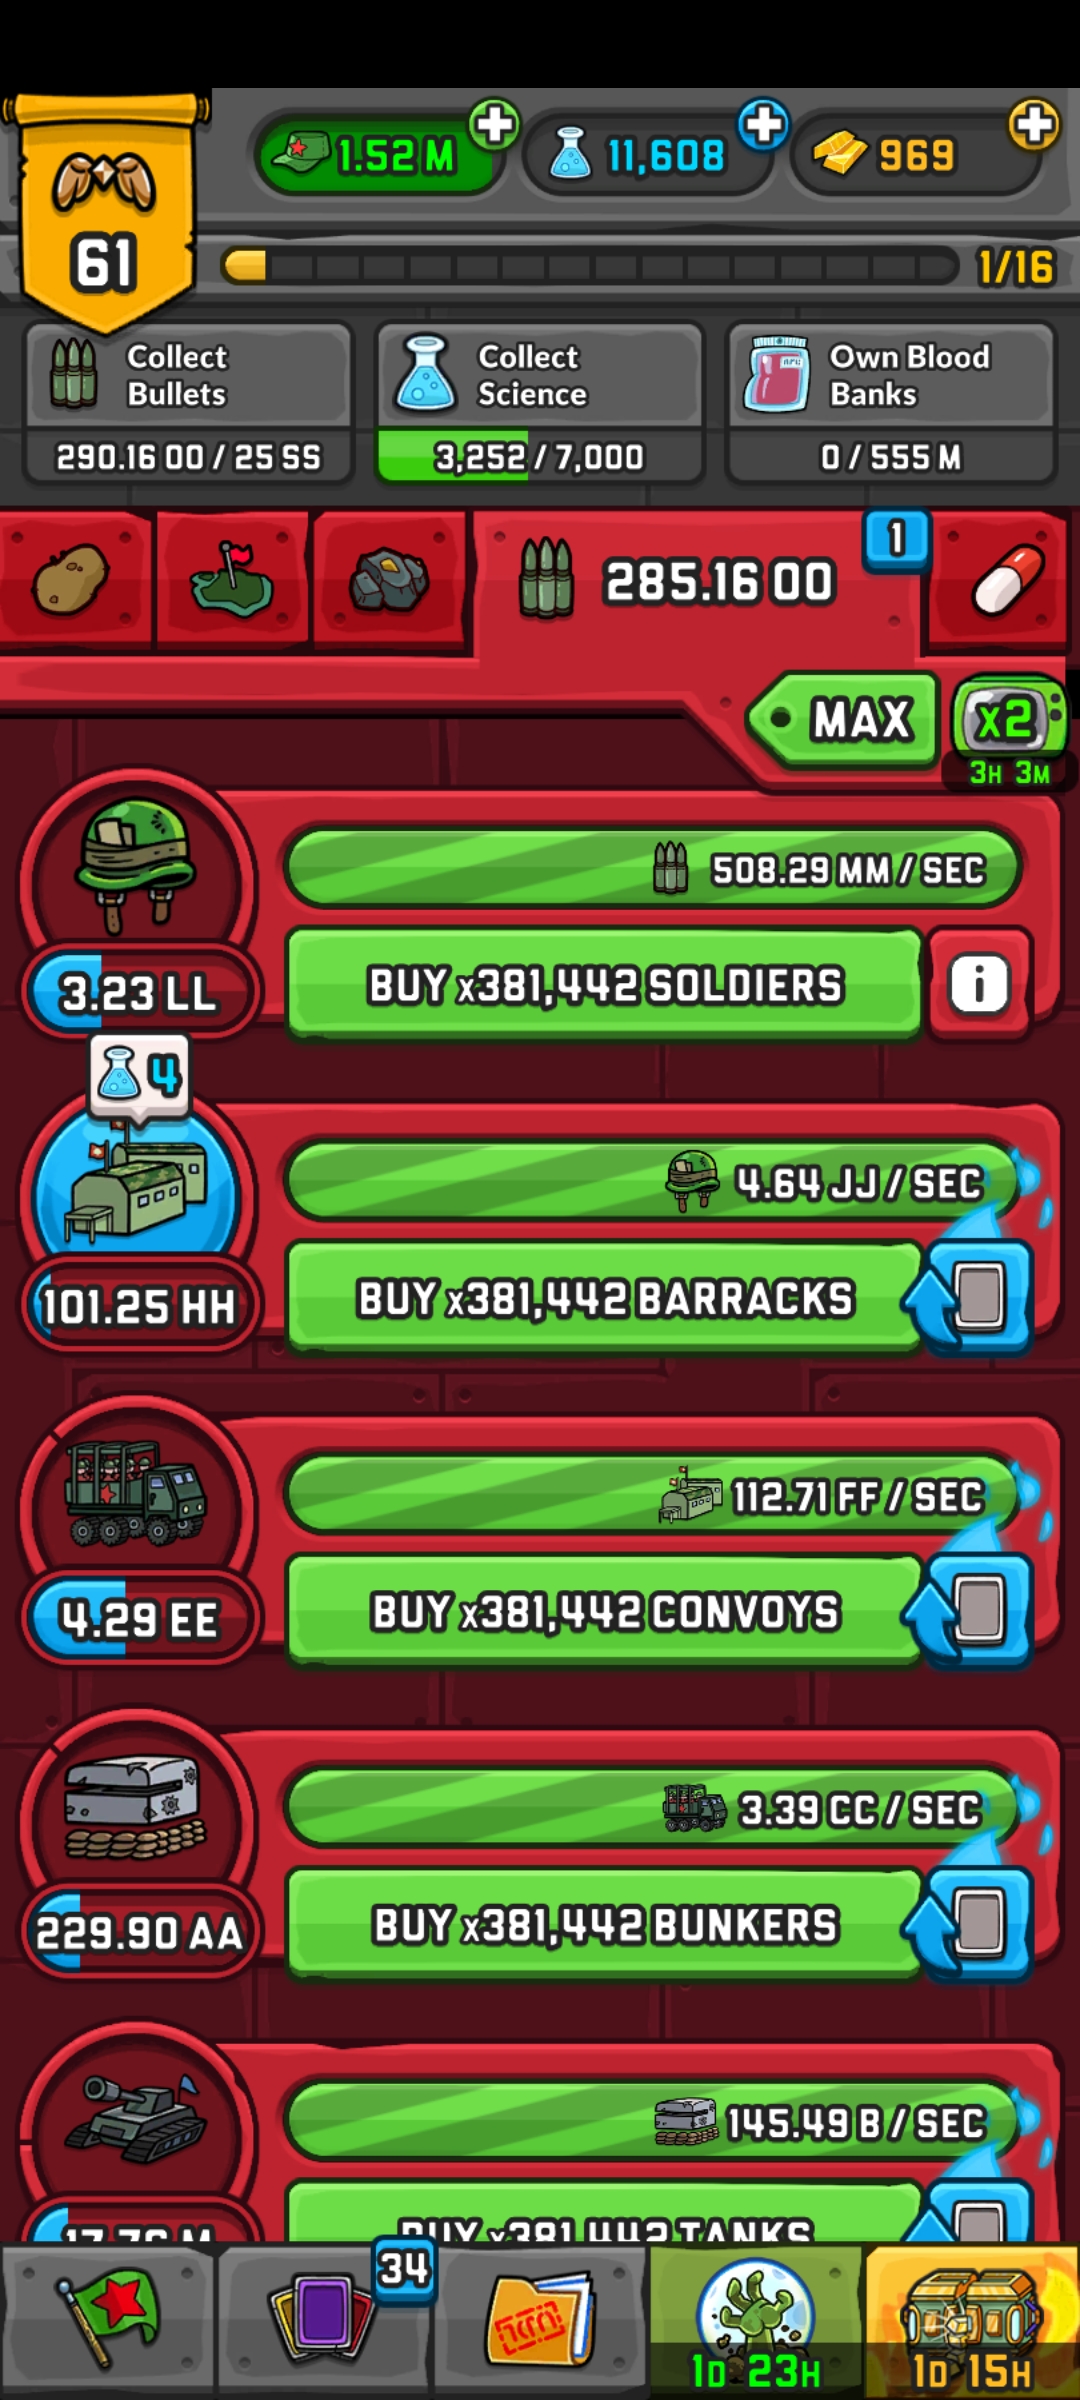 1.52 M
11,608
969
61
1/16
Collect
Bullets
290.16 OO / 25 SS
Collect
Science
3,252 / 7,000
Own Blood
Banks
0 / 555 M
285.16 OO
1
MAX
x2
3H 3M
508.29 MM / SEC
3.23 LL
BUY x381,442 SOLDIERS
i
4
4.64 JJ / SEC
101.25 HH
BUY x381,442 BARRACKS
112.71 FF / SEC
4.29 EE
BUY x381,442 CONVOYS
3.39 CC / SEC
229.90 AA
BUY x381,442 BUNKERS
145.49 B / SEC
BUY x381,442 TANKS
34
1D 23H
1D 15H